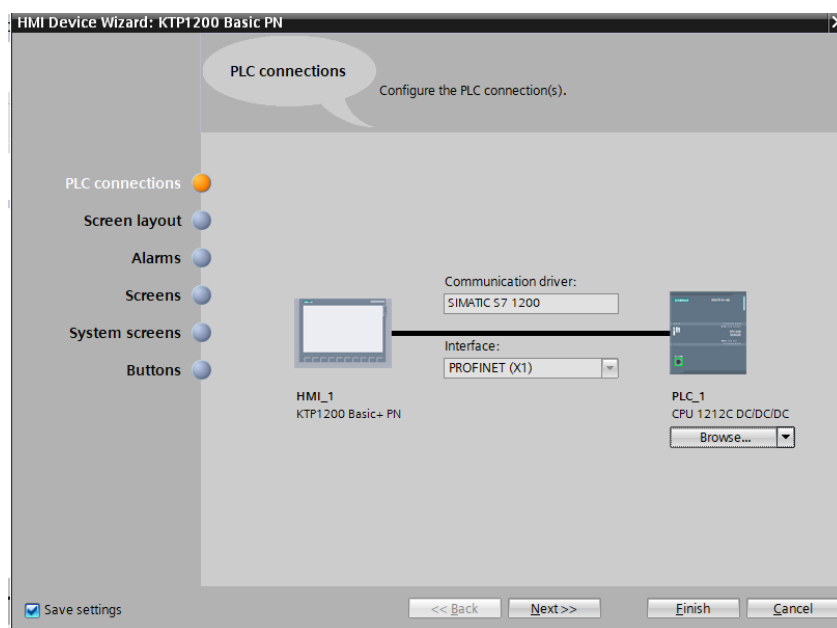 HMI Device Wizard: KTP1200 Basic PN
PLC connections
Configure the PLC connection(s).
PLC connections
Screen layout
Alarms
Screens
System screens
Buttons
Communication driver:
SIMATIC S7 1200
Interface:
PROFINET (X1)
HMI_1
KTP1200 Basic+ PN
PLC_1
CPU 1212C DC/DC/DC
Browse...
Save settings
<< Back
Next >>
Finish
Cancel